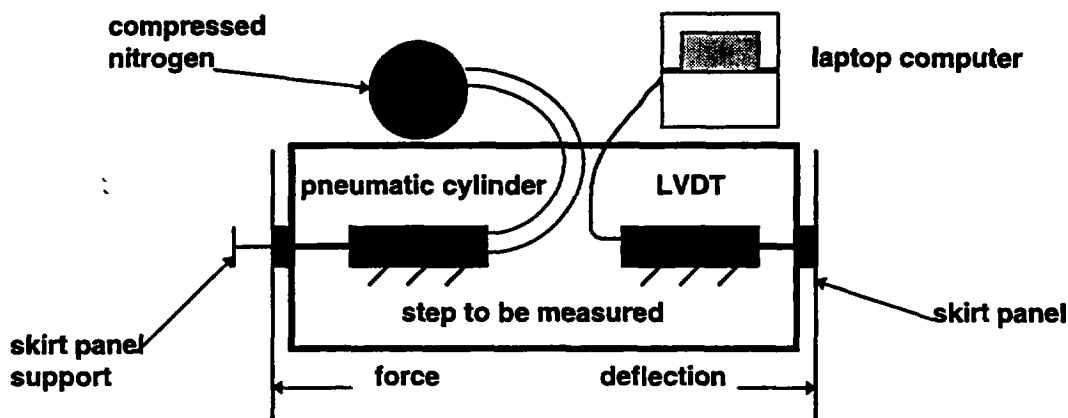 compressed
nitrogen
laptop computer
pneumatic cylinder
LVDT
step to be measured
skirt panel
support
skirt panel
force
deflection